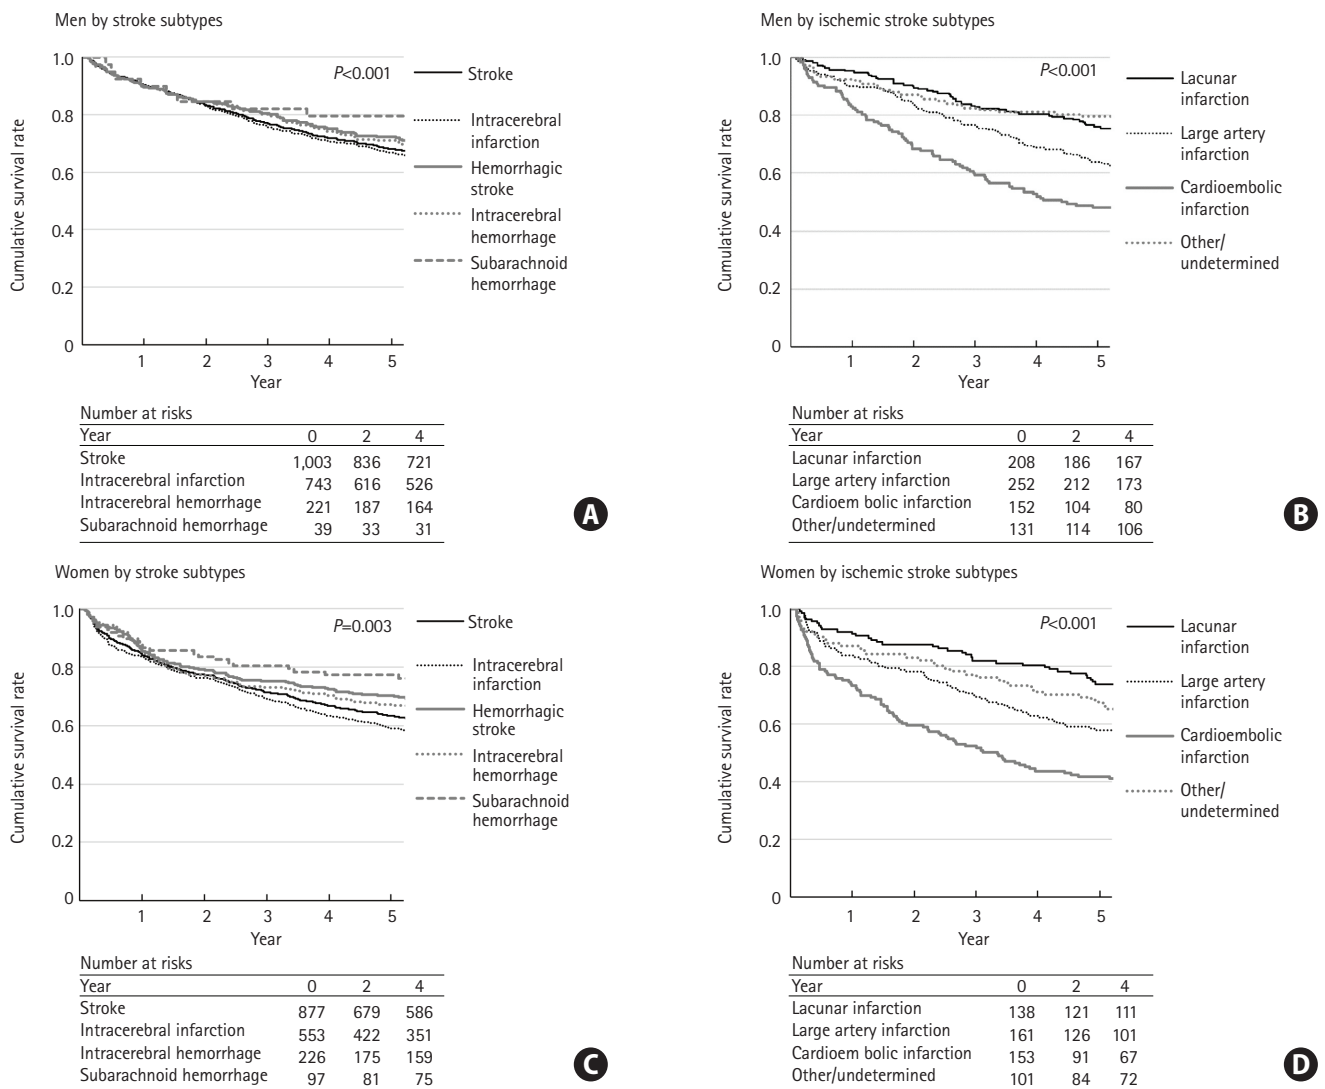 Men by stroke subtypes
1.0
0.8
0.6
0.4
0.2
0
Cumulative survival rate
P<0.001
Stroke
Intracerebral
infarction
Hemorrhagic
stroke
Intracerebral
hemorrhage
Subarachnoid
hemorrhage
1 2 3 4 5
Year
Number at risks
Year 0 2 4
Stroke 1,003 836 721
Intracerebral infarction 743 616 526
Intracerebral hemorrhage 221 187 164
Subarachnoid hemorrhage 39 33 31
A
Men by ischemic stroke subtypes
1.0
0.8
0.6
0.4
0.2
0
Cumulative survival rate
P<0.001
Lacunar
infarction
Large artery
infarction
Cardioembolic
infarction
Other/
undetermined
1 2 3 4 5
Year
Number at risks
Year 0 2 4
Lacunar infarction 208 186 167
Large artery infarction 252 212 173
Cardioem bolic infarction 152 104 80
Other/undetermined 131 114 106
B
Women by stroke subtypes
1.0
0.8
0.6
0.4
0.2
0
Cumulative survival rate
P=0.003
Stroke
Intracerebral
infarction
Hemorrhagic
stroke
Intracerebral
hemorrhage
Subarachnoid
hemorrhage
1 2 3 4 5
Year
Number at risks
Year 0 2 4
Stroke 877 679 586
Intracerebral infarction 553 422 351
Intracerebral hemorrhage 226 175 159
Subarachnoid hemorrhage 97 81 75
C
Women by ischemic stroke subtypes
1.0
0.8
0.6
0.4
0.2
0
Cumulative survival rate
P<0.001
Lacunar
infarction
Large artery
infarction
Cardioembolic
infarction
Other/
undetermined
1 2 3 4 5
Year
Number at risks
Year 0 2 4
Lacunar infarction 138 121 111
Large artery infarction 161 126 101
Cardioem bolic infarction 153 91 67
Other/undetermined 101 84 72
D